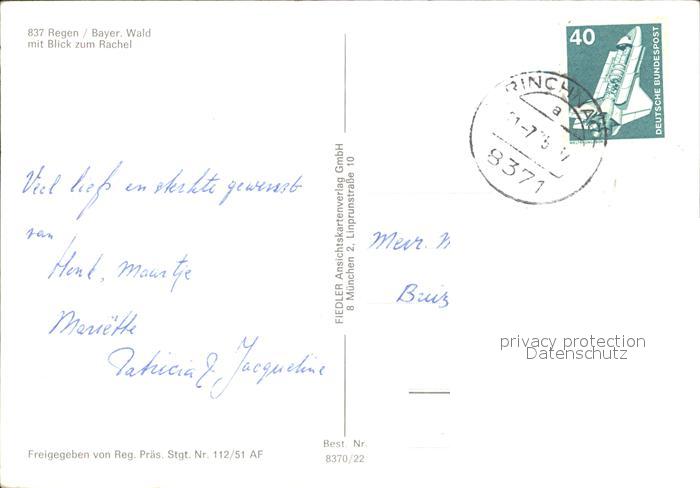 837 Regen / Bayer. Wald
mit Blick zum Rachel
Veel liefs en sterkte gewenst
van
Henk, Maartje
Mariëtte
Patricia & Jacqueline
Freigegeben von Reg. Präs. Stgt. Nr. 112/51 AF
FIEDLER Ansichtskartenverlag GmbH
8 München 2, Linprunstraße 10
Best. Nr.
8370/22
40
DEUTSCHE BUNDESPOST
RINCHNACH
a
8371
Mevr.
privacy protection
Datenschutz